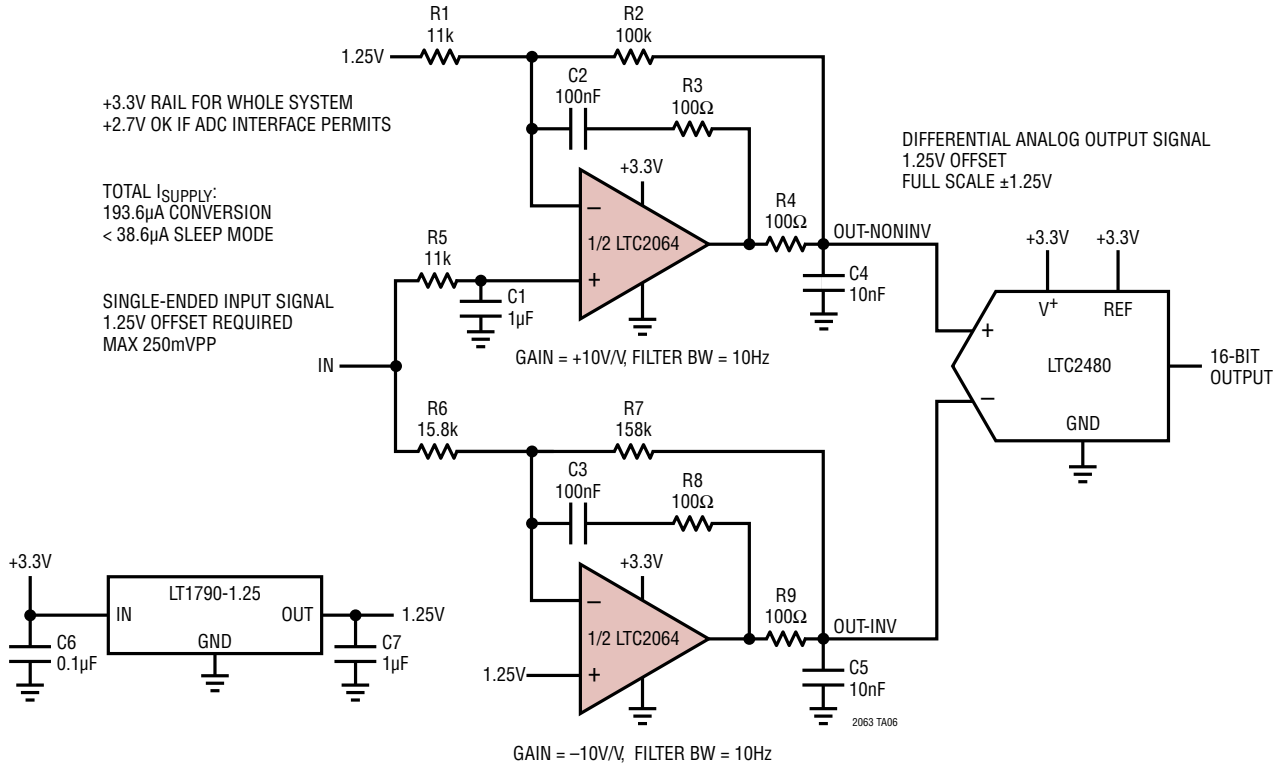 R1
11k
R2
100k
1.25V
C2
100nF
R3
100Ω
+3.3V RAIL FOR WHOLE SYSTEM
+2.7V OK IF ADC INTERFACE PERMITS
DIFFERENTIAL ANALOG OUTPUT SIGNAL
1.25V OFFSET
FULL SCALE ±1.25V
TOTAL ISUPPLY:
193.6µA CONVERSION
< 38.6µA SLEEP MODE
+3.3V
–
1/2 LTC2064
+
R4
100Ω
OUT-NONINV
R5
11k
C1
1µF
C4
10nF
+3.3V
+3.3V
V+
REF
SINGLE-ENDED INPUT SIGNAL
1.25V OFFSET REQUIRED
MAX 250mVPP
GAIN = +10V/V, FILTER BW = 10Hz
IN
+
LTC2480
–
GND
16-BIT
OUTPUT
R6
15.8k
R7
158k
C3
100nF
R8
100Ω
+3.3V
–
1/2 LTC2064
+
1.25V
R9
100Ω
OUT-INV
C5
10nF
+3.3V
LT1790-1.25
IN
OUT
GND
1.25V
C6
0.1µF
C7
1µF
2063 TA06
GAIN = –10V/V, FILTER BW = 10Hz